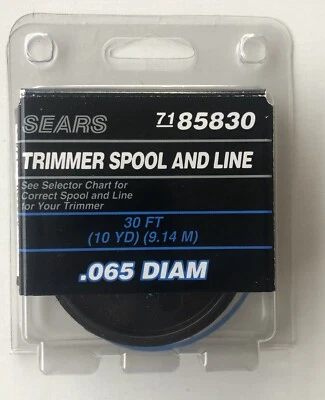 SEARS
71 85830
TRIMMER SPOOL AND LINE
See Selector Chart for
Correct Spool and Line
for Your Trimmer
30 FT
(10 YD) (9.14 M)
.065 DIAM